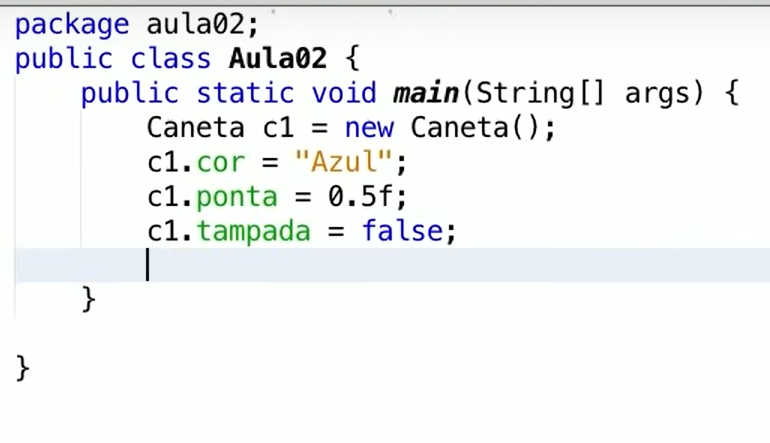 package aula02;
public class Aula02 {
    public static void main(String[] args) {
        Caneta c1 = new Caneta();
        c1.cor = "Azul";
        c1.ponta = 0.5f;
        c1.tampada = false;
    }
}